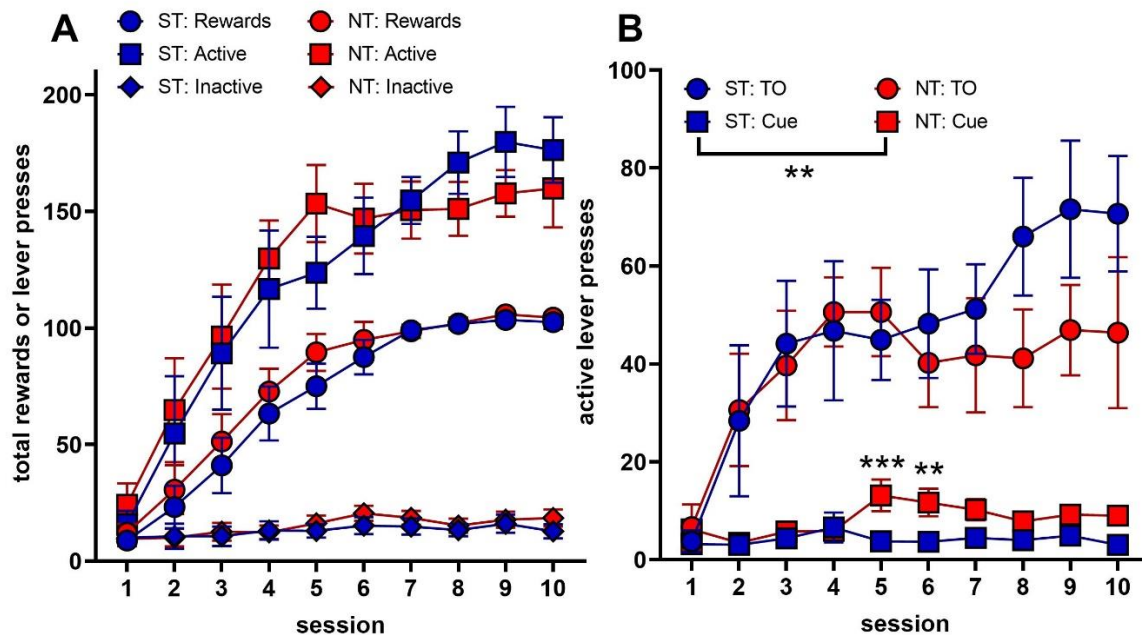 A
ST: Rewards NT: Rewards
ST: Active NT: Active
ST: Inactive NT: Inactive
total rewards or lever presses
200
150
100
50
0
1 2 3 4 5 6 7 8 9 10
session
B
ST: TO NT: TO
ST: Cue NT: Cue
**
active lever presses
100
80
60
40
20
0
*** **
1 2 3 4 5 6 7 8 9 10
session